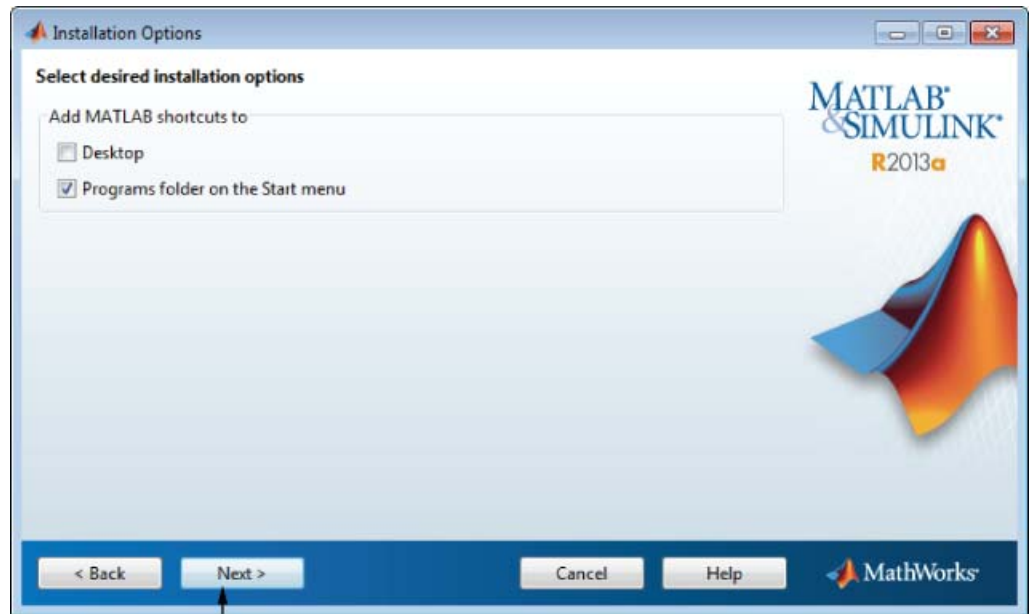 Installation Options
Select desired installation options
Add MATLAB shortcuts to
Desktop
Programs folder on the Start menu
MATLAB®
&SIMULINK®
R2013a
< Back
Next >
Cancel
Help
MathWorks®